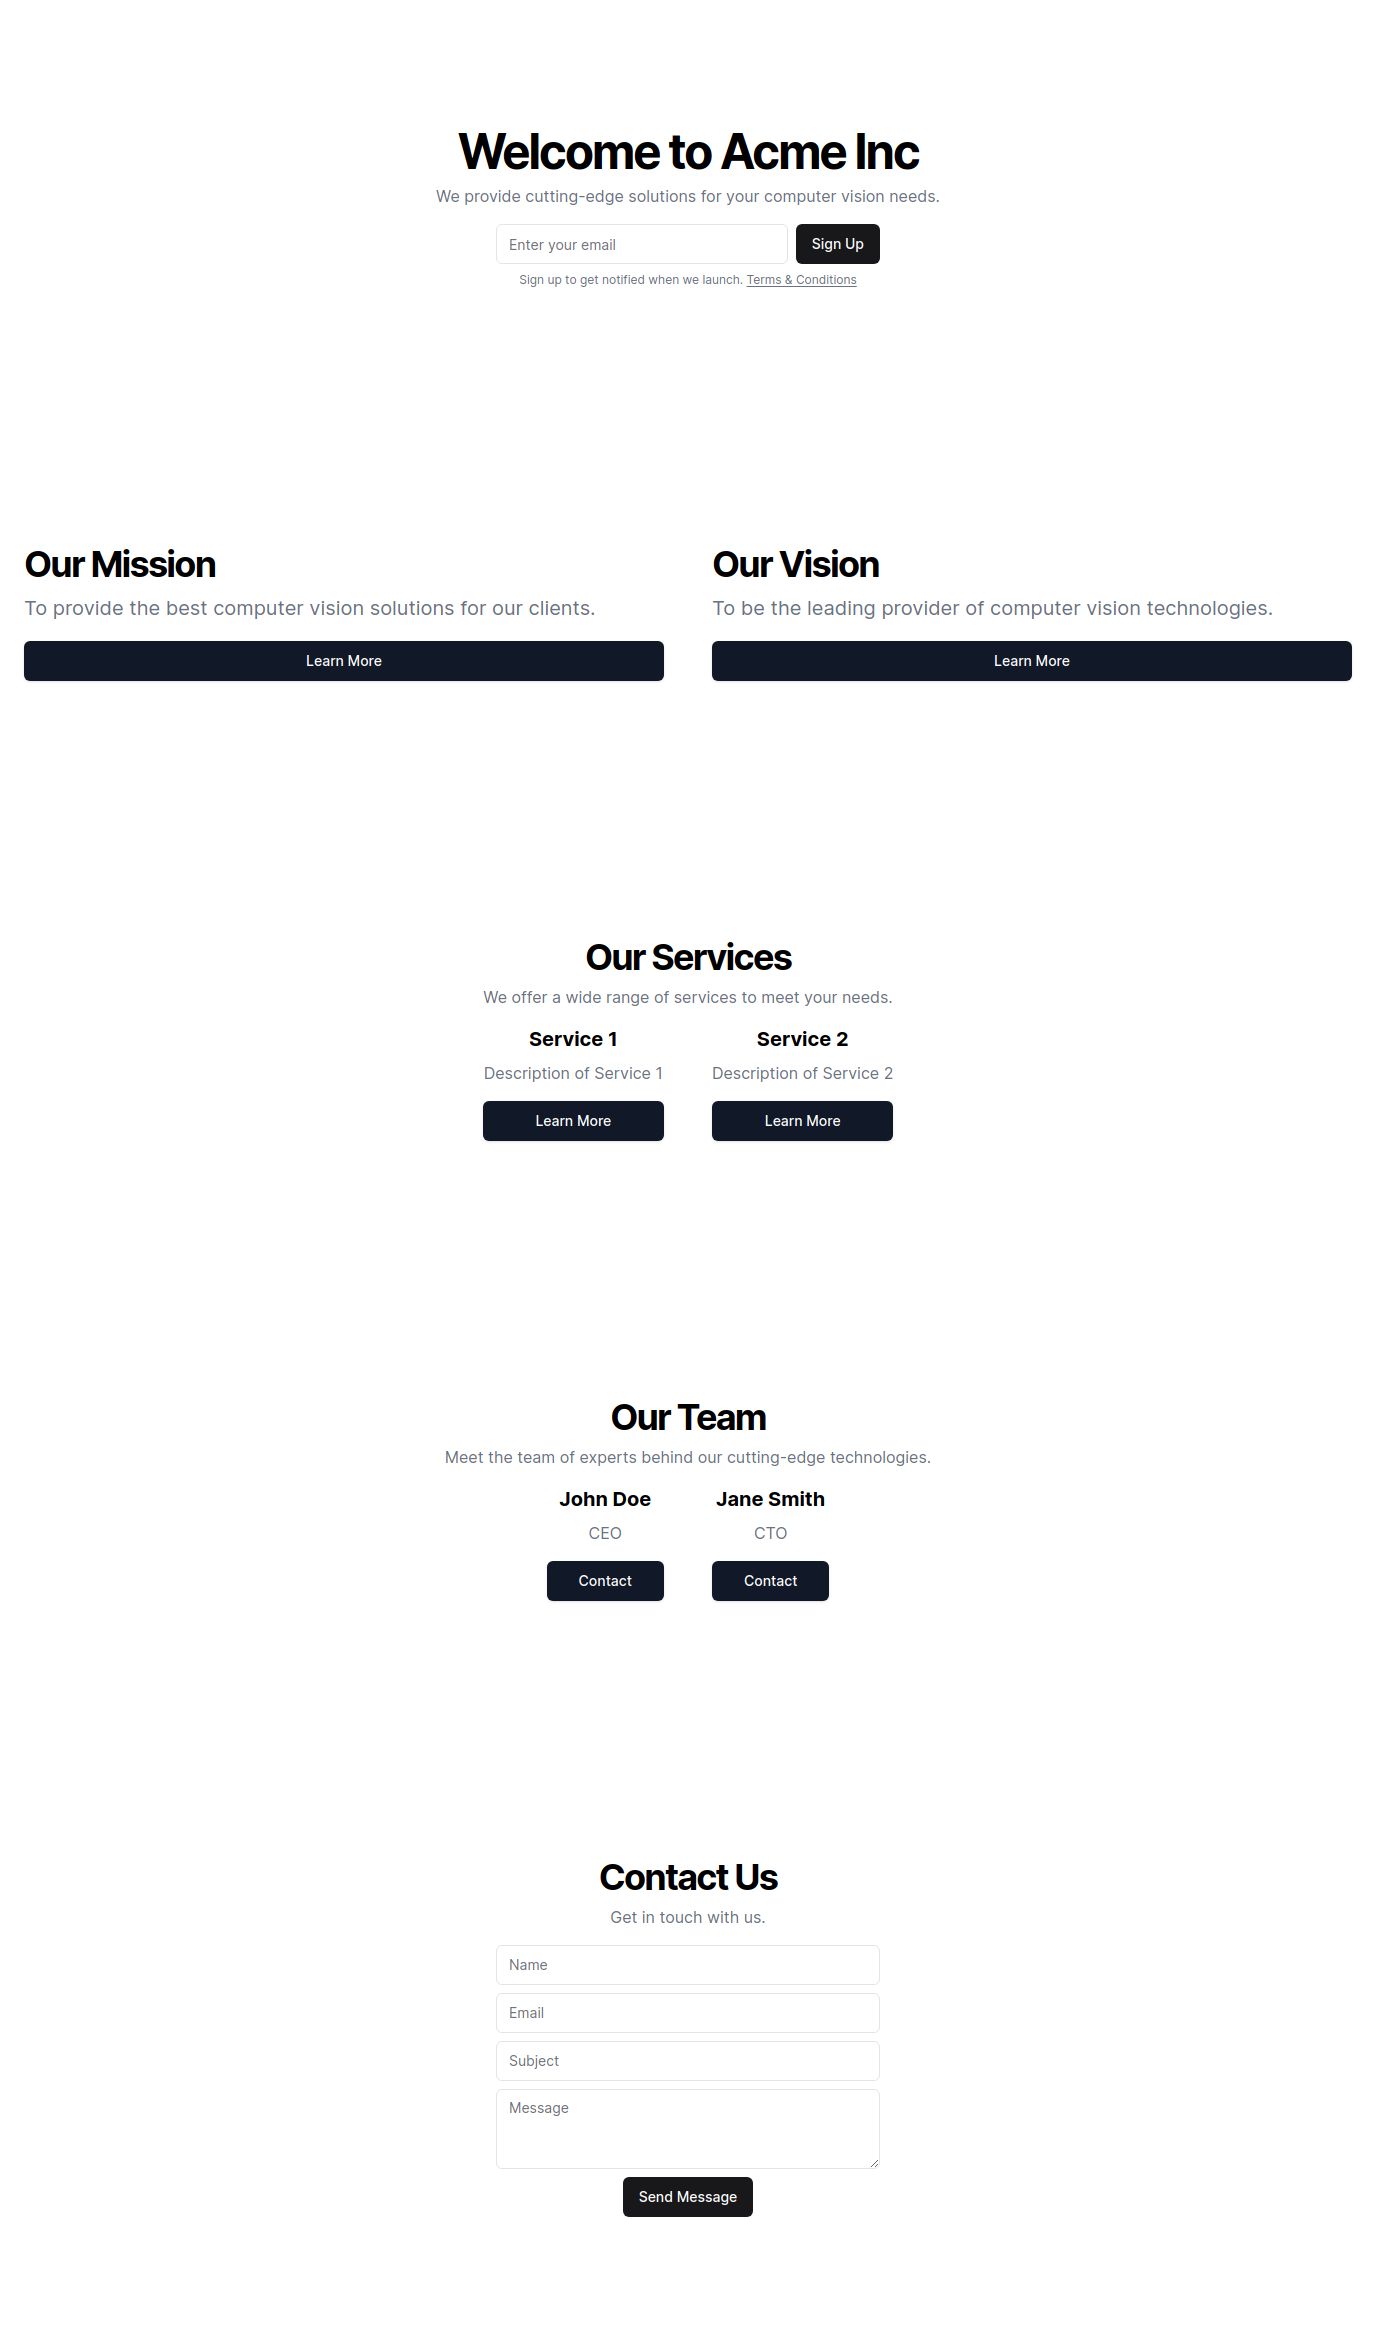 Welcome to Acme Inc
We provide cutting-edge solutions for your computer vision needs.
Enter your email
Sign Up
Sign up to get notified when we launch. Terms & Conditions
Our Mission
To provide the best computer vision solutions for our clients.
Learn More
Our Vision
To be the leading provider of computer vision technologies.
Learn More
Our Services
We offer a wide range of services to meet your needs.
Service 1
Description of Service 1
Learn More
Service 2
Description of Service 2
Learn More
Our Team
Meet the team of experts behind our cutting-edge technologies.
John Doe
CEO
Contact
Jane Smith
CTO
Contact
Contact Us
Get in touch with us.
Name
Email
Subject
Message
Send Message